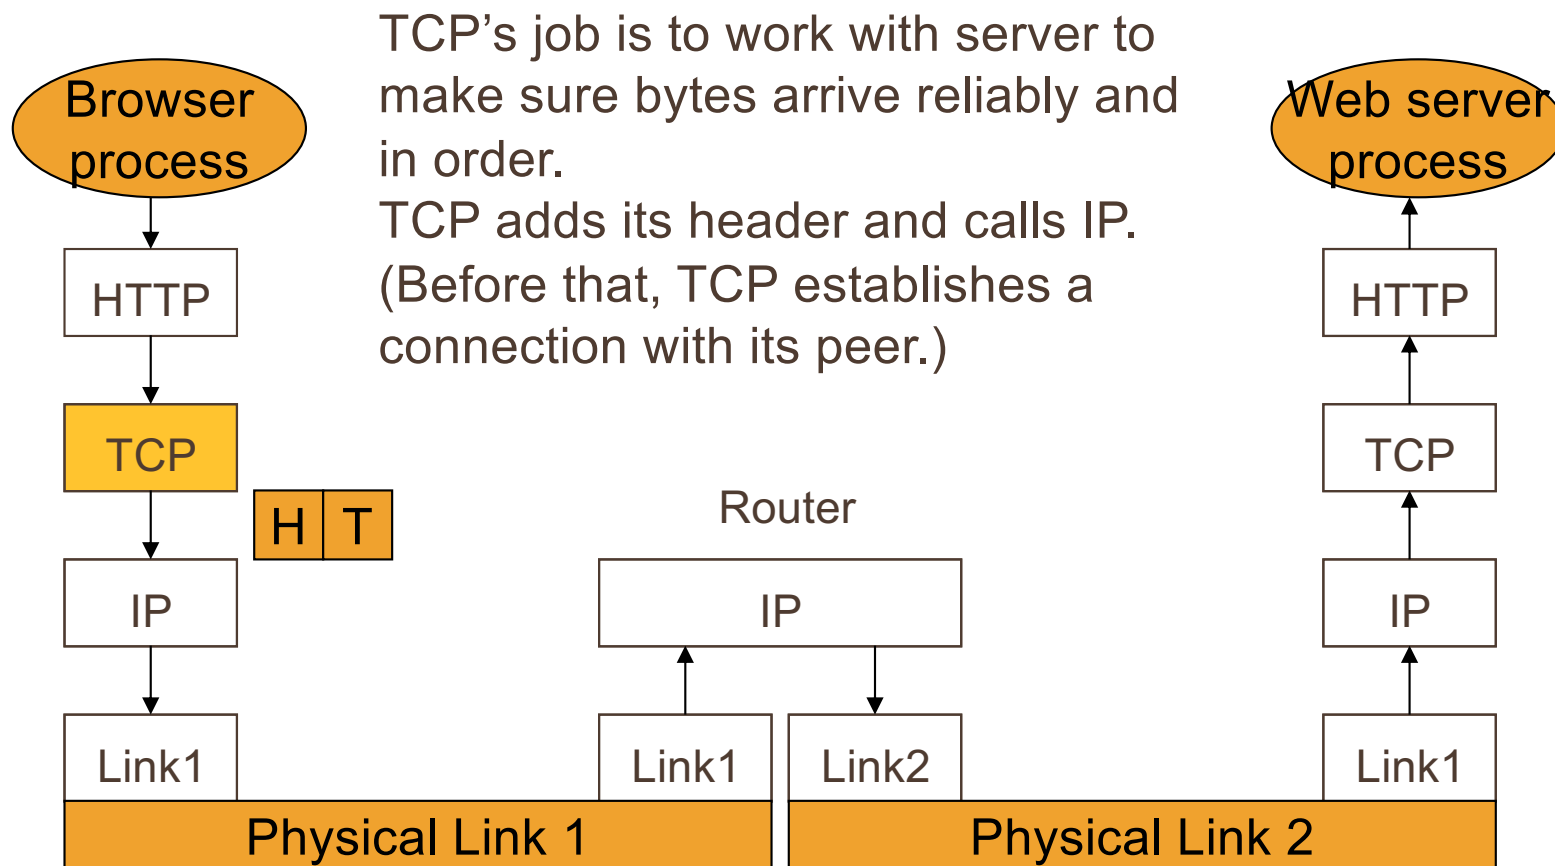 TCP’s job is to work with server to
make sure bytes arrive reliably and
in order.
TCP adds its header and calls IP.
(Before that, TCP establishes a
connection with its peer.)
Browser
process
HTTP
TCP
H T
IP
Link1
Router
IP
Link1
Link2
Web server
process
HTTP
TCP
IP
Link1
Physical Link 1
Physical Link 2